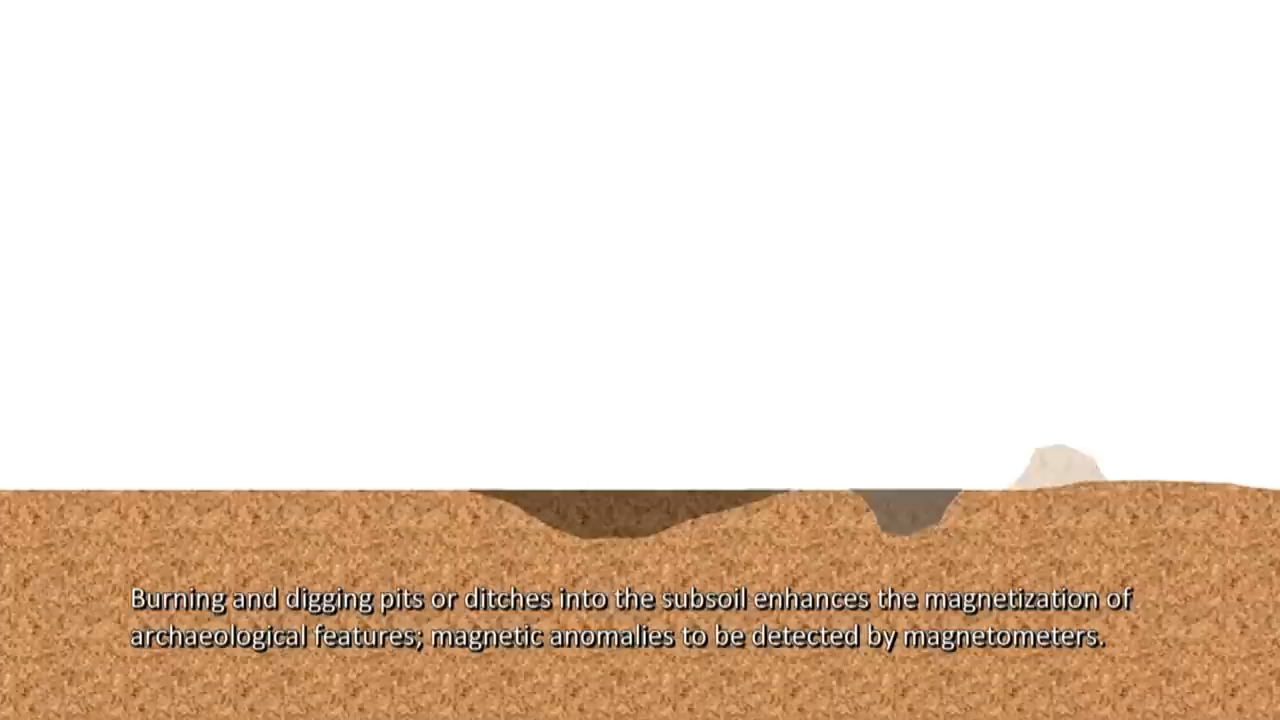 Burning and digging pits or ditches into the subsoil enhances the magnetization of
archaeological features; magnetic anomalies to be detected by magnetometers.